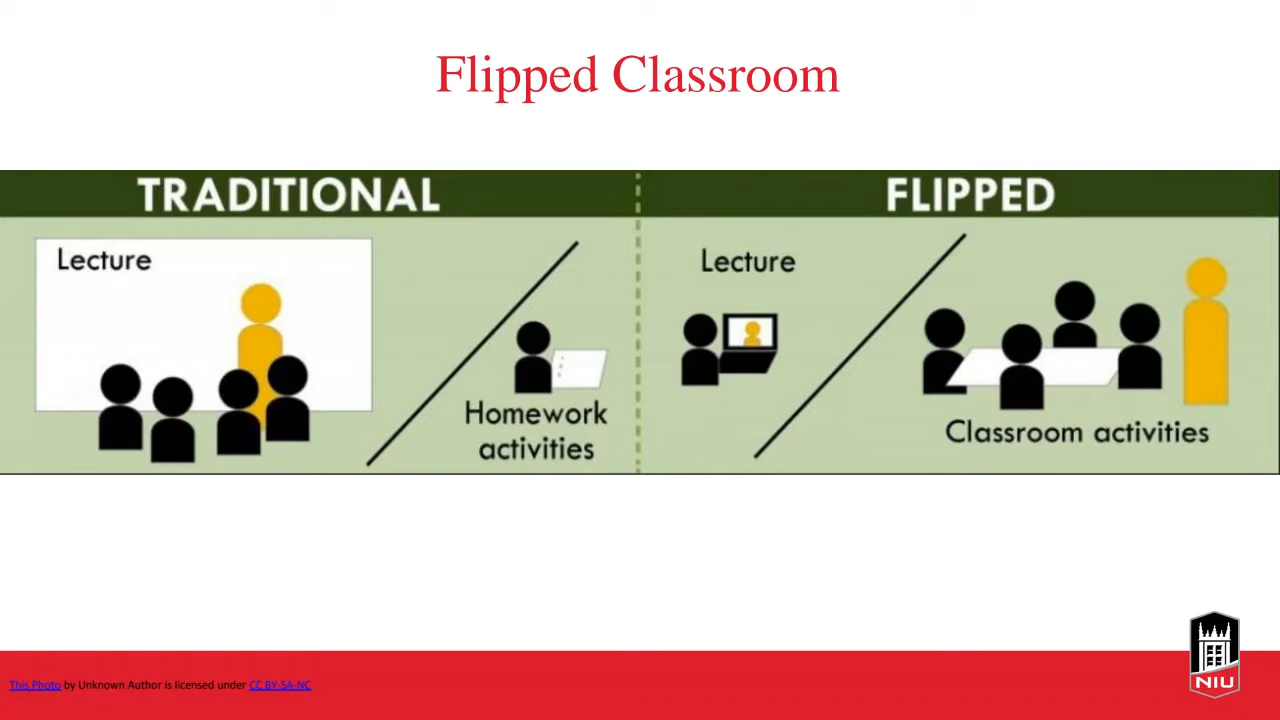 Flipped Classroom
TRADITIONAL
FLIPPED
Lecture
Homework
activities
Lecture
Classroom activities
This Photo by Unknown Author is licensed under CC BY-SA-NC
NIU